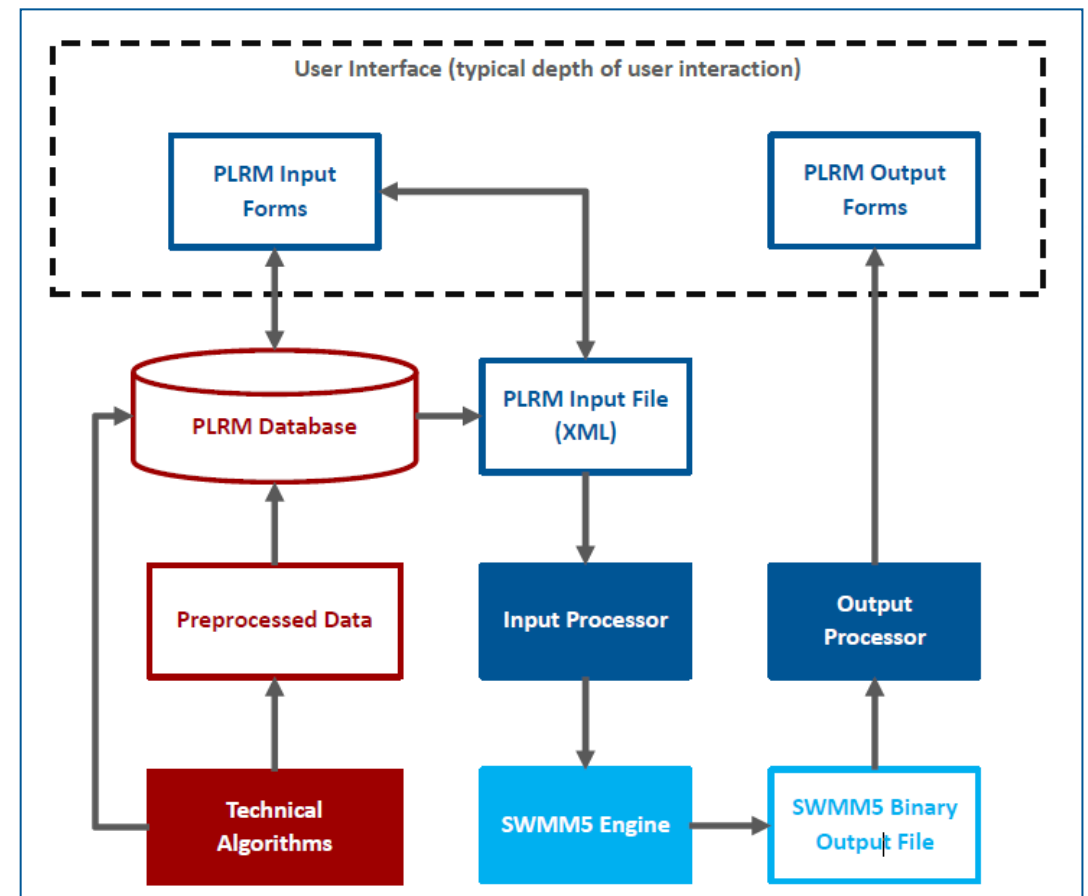 User Interface (typical depth of user interaction)
PLRM Input
Forms
PLRM Output
Forms
PLRM Database
PLRM Input File
(XML)
Preprocessed Data
Input Processor
Output
Processor
Technical
Algorithms
SWMM5 Engine
SWMM5 Binary
Output File